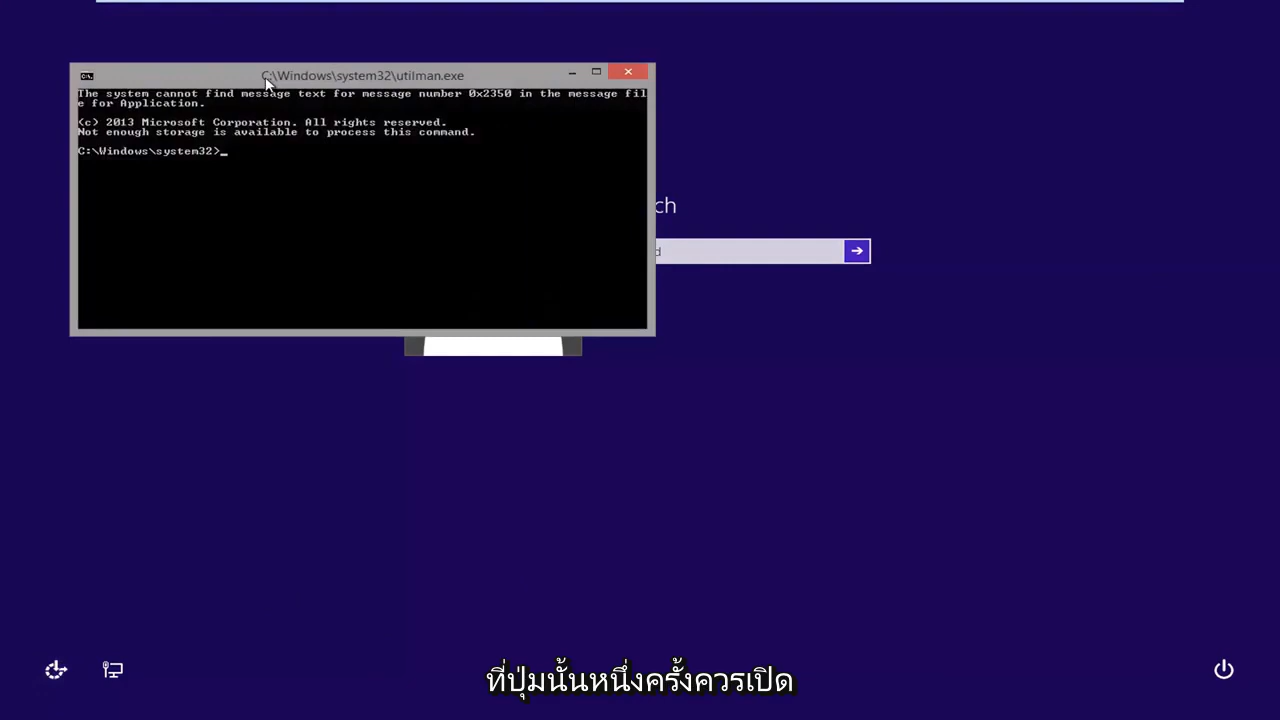 C:\Windows\system32\utilman.exe
The system cannot find message text for message number 0x2350 in the message fil
e for Application.
(c) 2013 Microsoft Corporation. All rights reserved.
Not enough storage is available to process this command.
C:\Windows\system32>_
ch
d
ที่ปุ่มนั้นหนึ่งครั้งควรเปิด